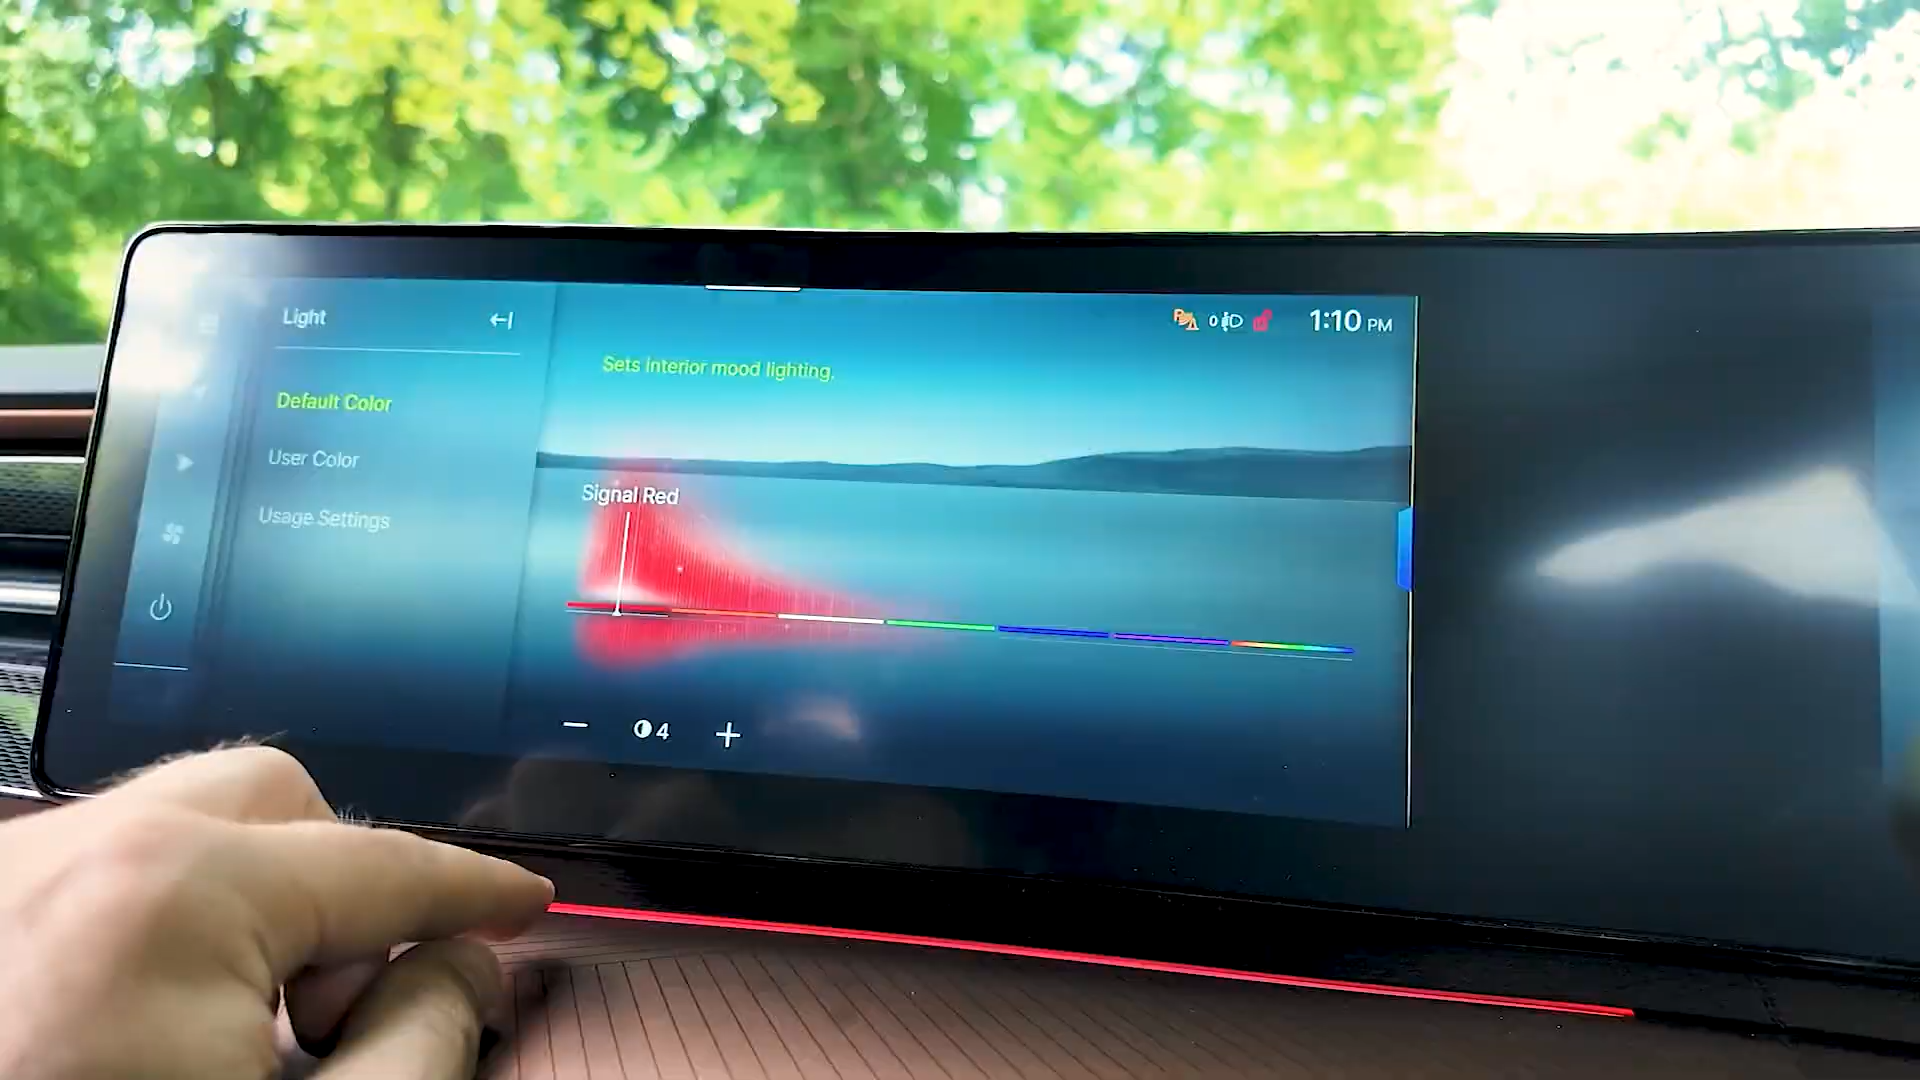 Light
1:10 PM
Sets interior mood lighting.
Default Color
User Color
Usage Settings
Signal Red
4